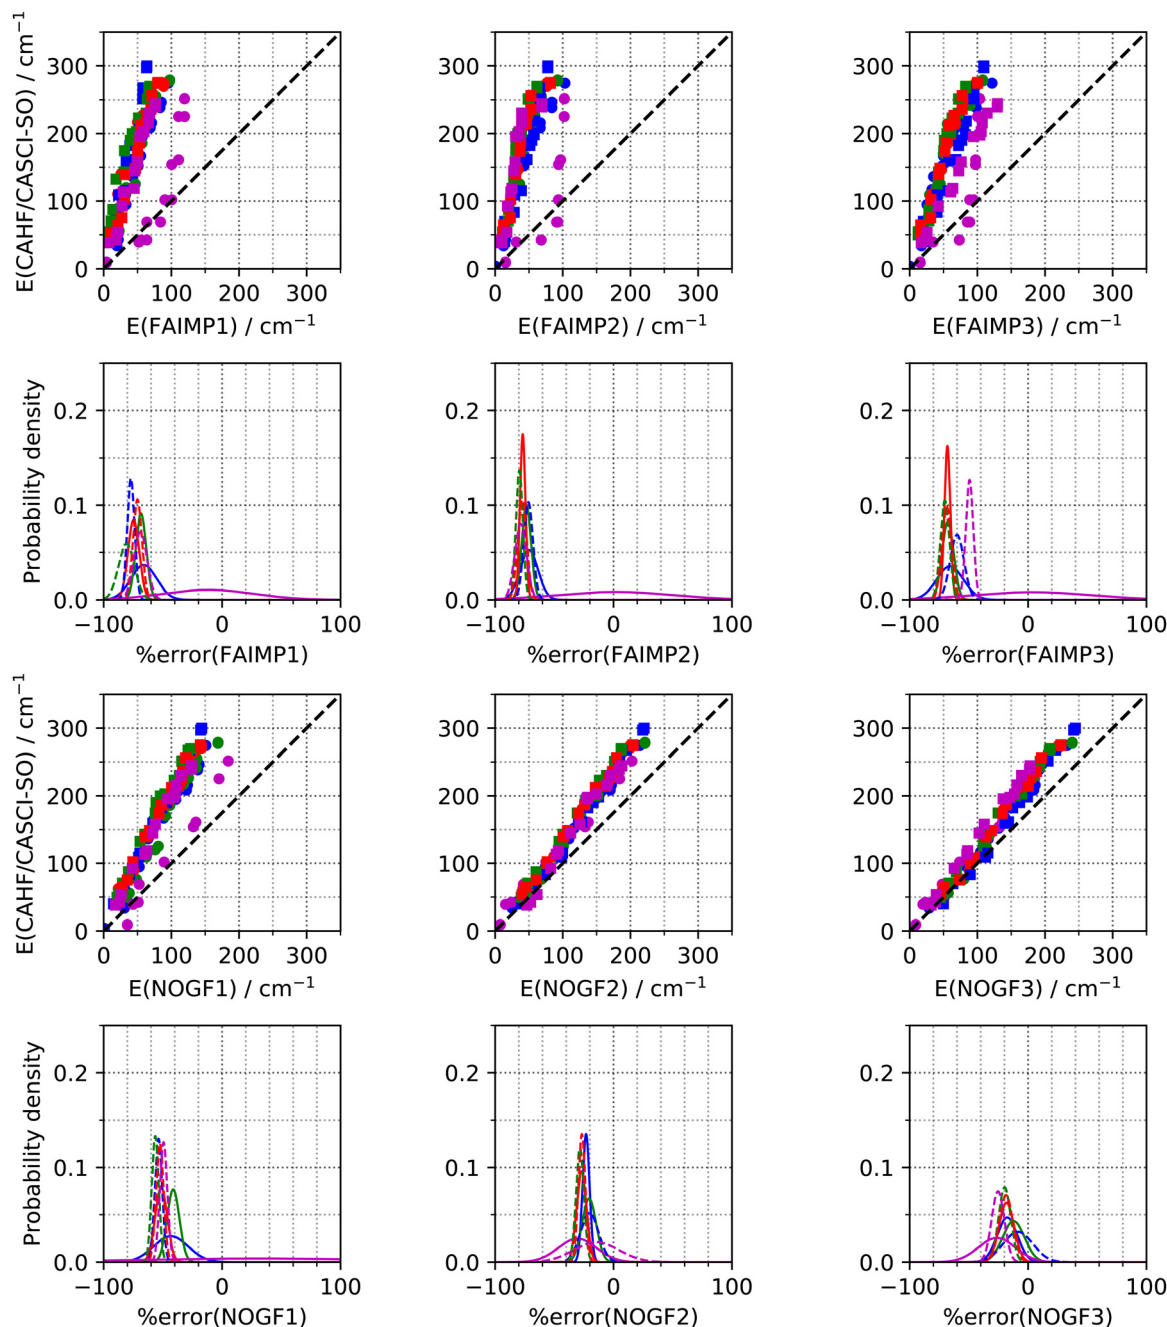 E(CAHF/CASCI-SO) / cm⁻¹
300
200
100
0
0 100 200 300
E(FAIMP1) / cm⁻¹
300
200
100
0
0 100 200 300
E(FAIMP2) / cm⁻¹
300
200
100
0
0 100 200 300
E(FAIMP3) / cm⁻¹
Probability density
0.2
0.1
0.0
−100 0 100
%error(FAIMP1)
0.2
0.1
0.0
−100 0 100
%error(FAIMP2)
0.2
0.1
0.0
−100 0 100
%error(FAIMP3)
E(CAHF/CASCI-SO) / cm⁻¹
300
200
100
0
0 100 200 300
E(NOGF1) / cm⁻¹
300
200
100
0
0 100 200 300
E(NOGF2) / cm⁻¹
300
200
100
0
0 100 200 300
E(NOGF3) / cm⁻¹
Probability density
0.2
0.1
0.0
−100 0 100
%error(NOGF1)
0.2
0.1
0.0
−100 0 100
%error(NOGF2)
0.2
0.1
0.0
−100 0 100
%error(NOGF3)